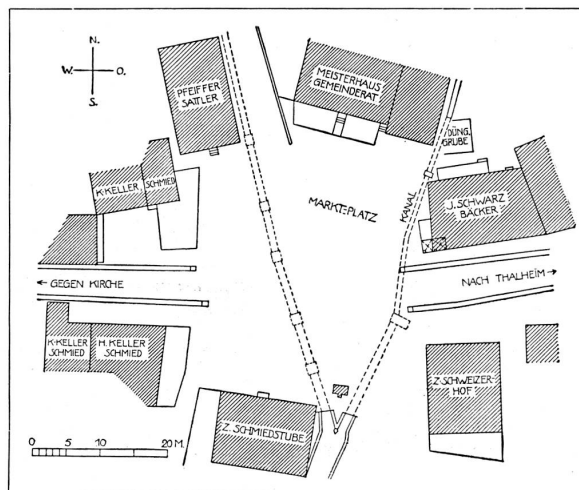 N.
W.
O.
S.
PFEIFFER
SATTLER
MEISTERHAUS
GEMEINDERAT
DÜNG.
GRUBE
K. KELLER
SCHMIED
MARKTPLATZ
KANAL
J. SCHWARZ
BÄCKER
← GEGEN KIRCHE
NACH THALHEIM →
K. KELLER
SCHMIED
H. KELLER
SCHMIED
Z. SCHWEIZER-
HOF
Z. SCHMIEDSTUBE
0 5 10 20 M.